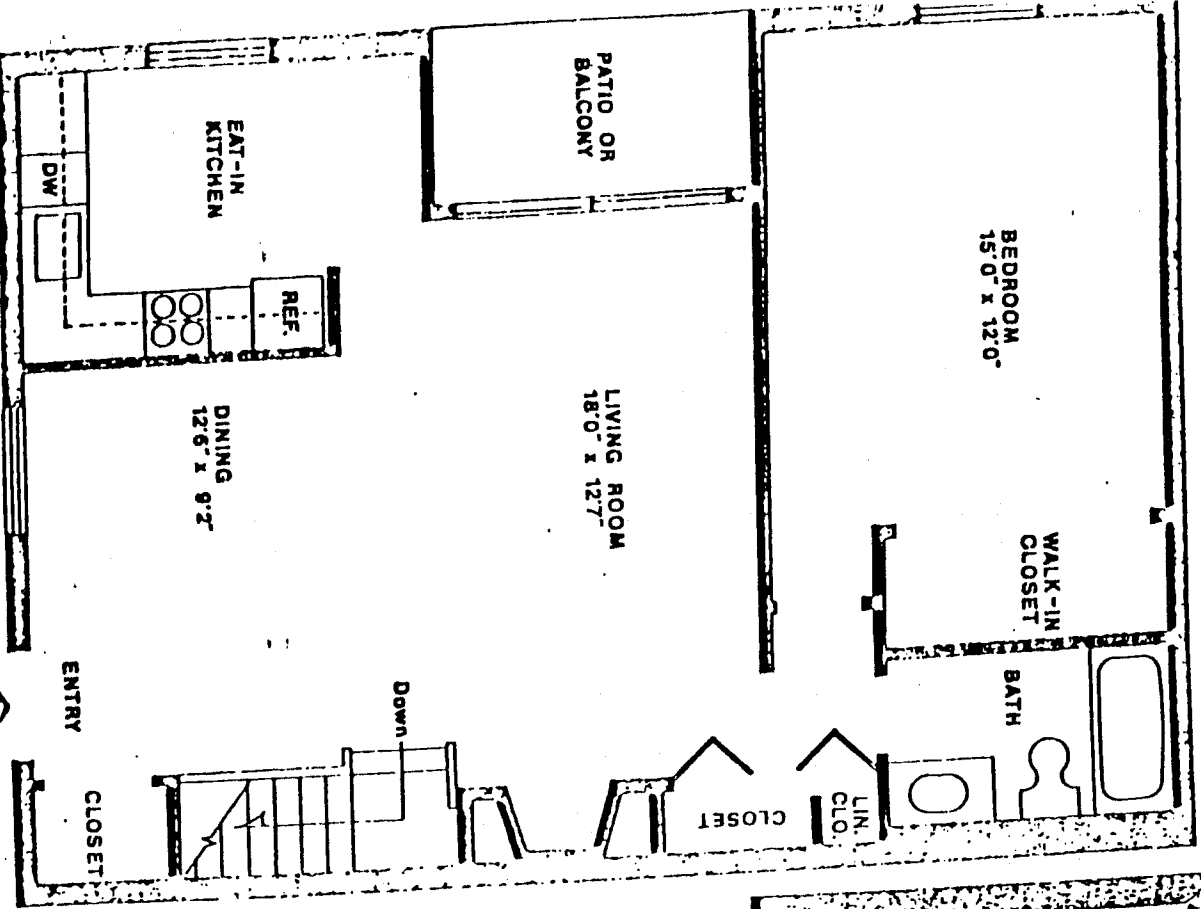 PATIO OR
BALCONY
EAT-IN
KITCHEN
DW
REF.
BEDROOM
15'0" x 12'0"
LIVING ROOM
18'0" x 12'7"
DINING
12'6" x 9'2"
WALK-IN
CLOSET
BATH
ENTRY
Down
CLOSET
CLOSET
LIN.
CLO.